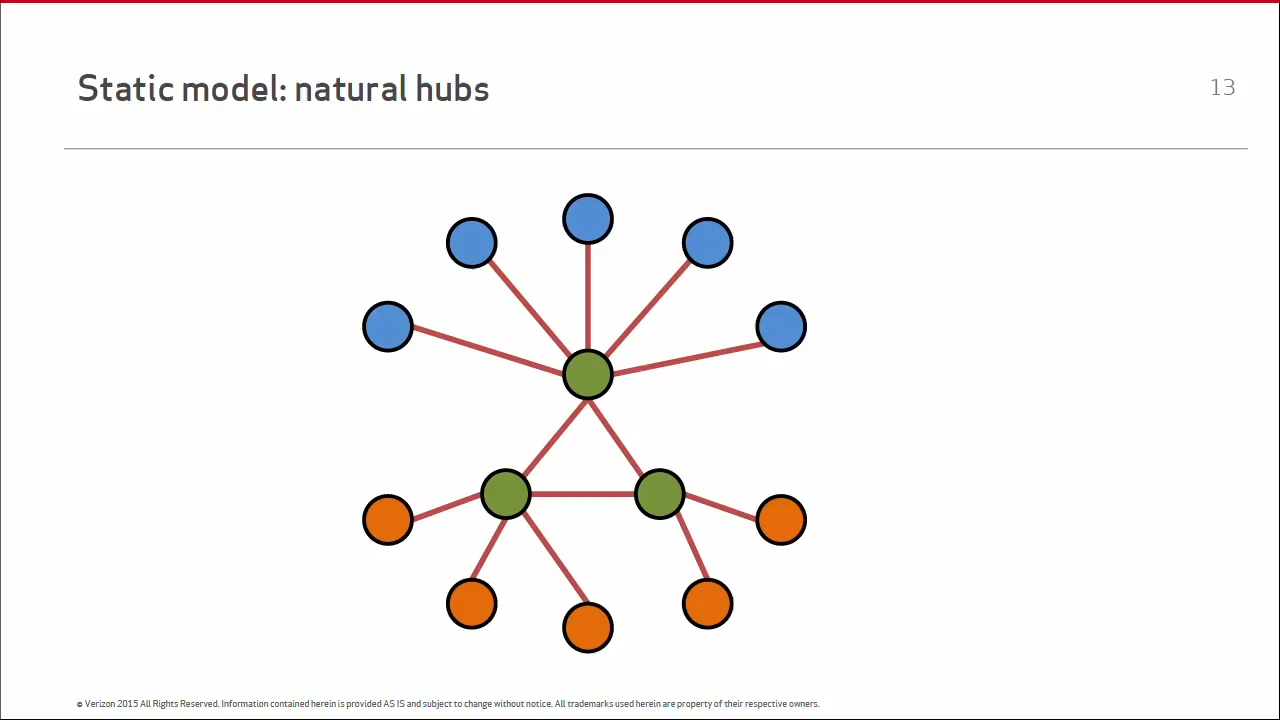 Static model: natural hubs
13
© Verizon 2015 All Rights Reserved. Information contained herein is provided AS IS and subject to change without notice. All trademarks used herein are property of their respective owners.